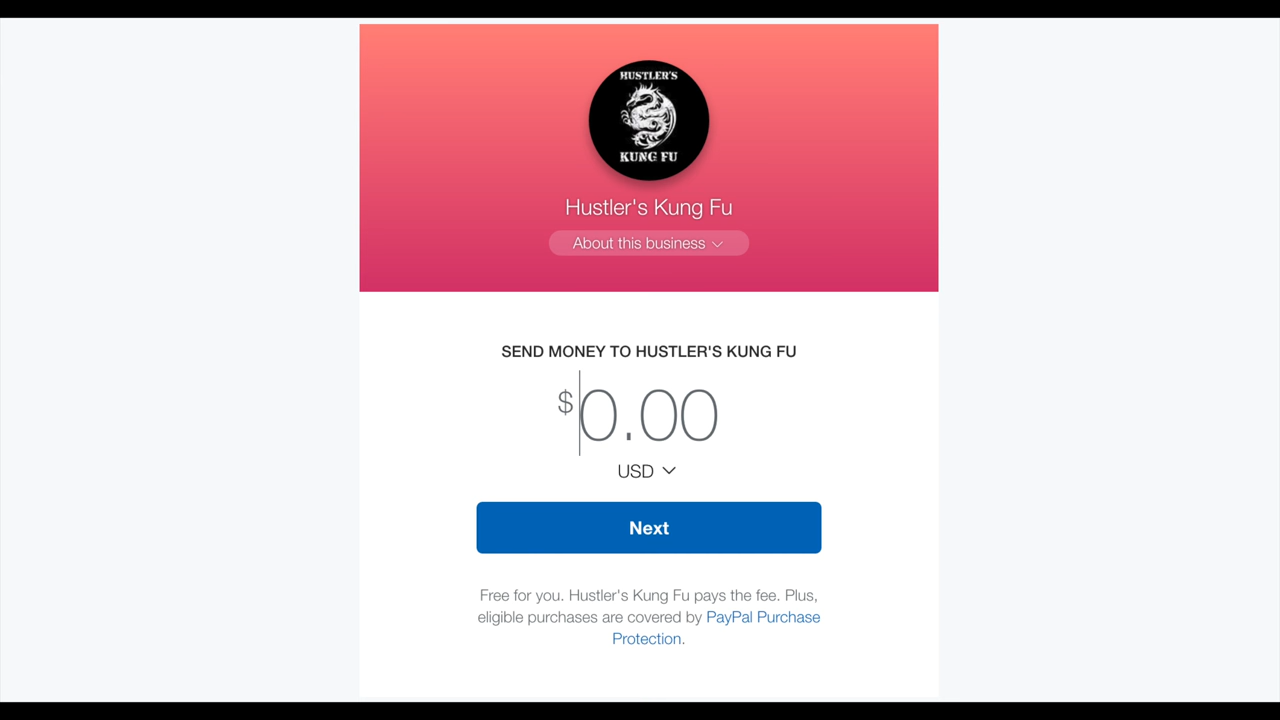 HUSTLER'S
KUNG FU
Hustler's Kung Fu
About this business
SEND MONEY TO HUSTLER'S KUNG FU
$0.00
USD
Next
Free for you. Hustler's Kung Fu pays the fee. Plus,
eligible purchases are covered by PayPal Purchase
Protection.